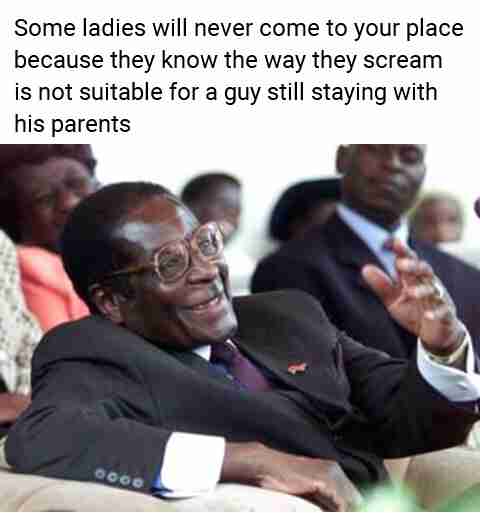 Some ladies will never come to your place
because they know the way they scream
is not suitable for a guy still staying with
his parents